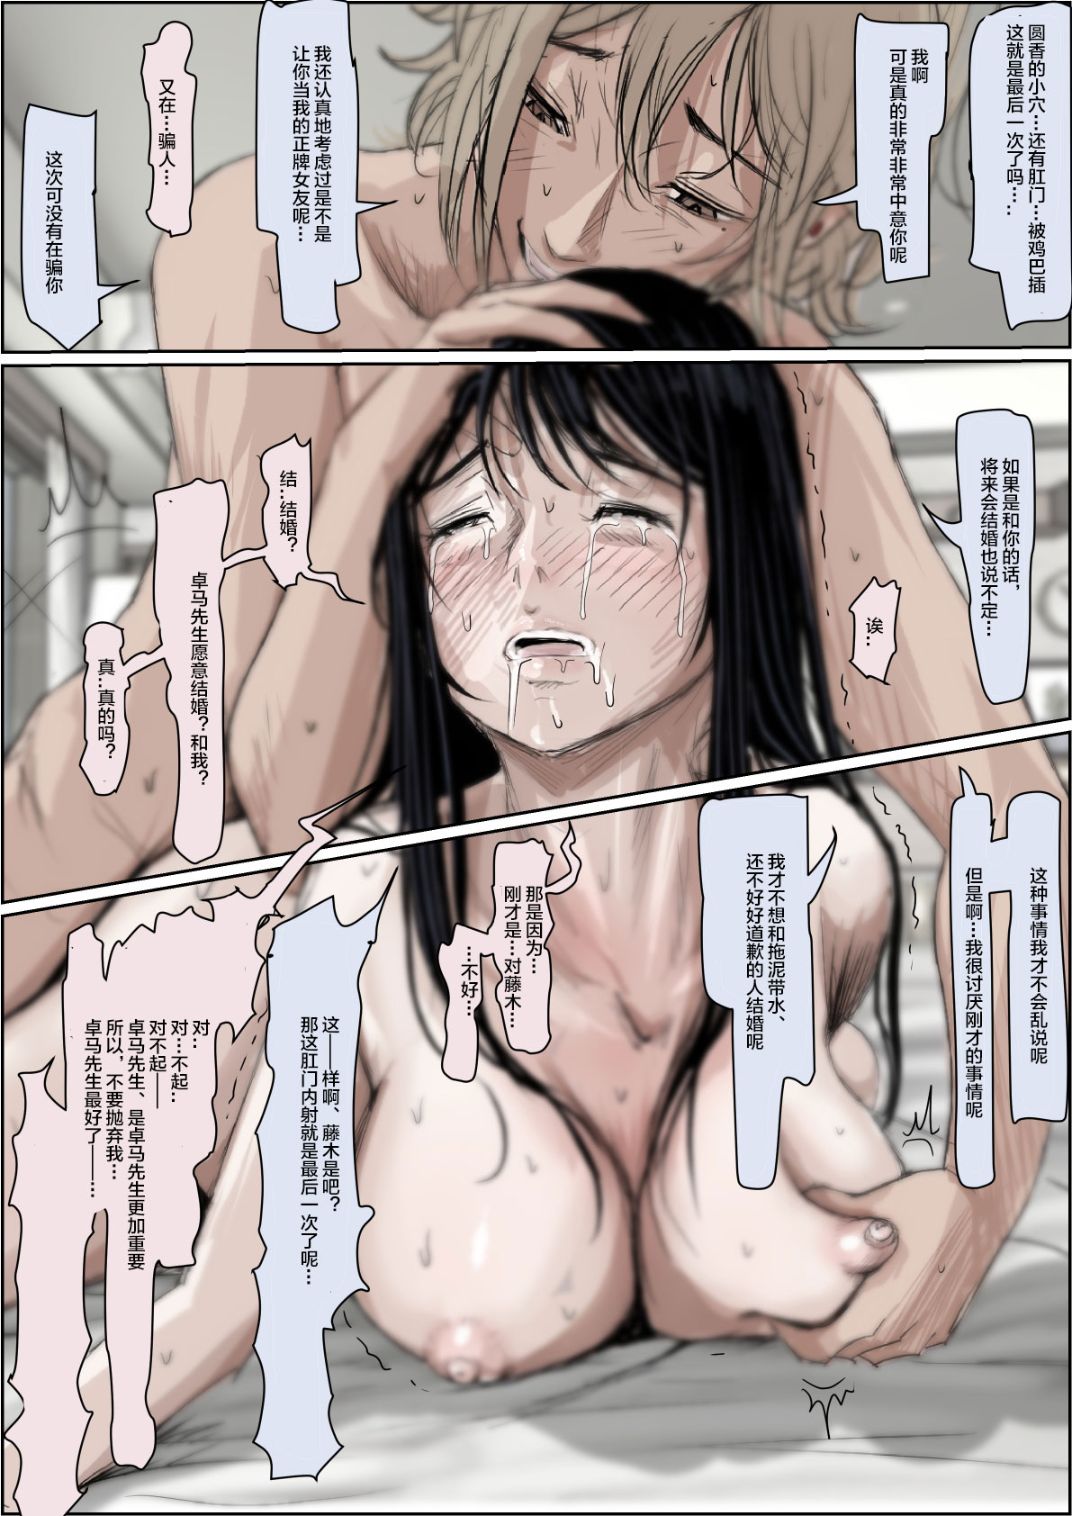 圆香的小穴…还有肛门…被鸡巴插
这就是最后一次了吗…．
我啊
可是真的非常非常中意你呢
我还认真地考虑过是不是
让你当我的正牌女友呢…
又在…骗人…
这次可没有在骗你
如果是和你的话，
将来会结婚也说不定…
诶…
结…结婚？
卓马先生愿意结婚？和我？
真…真的吗？
这种事情我才不会乱说呢
但是啊…我很讨厌刚才的事情呢
我才不想和拖泥带水、
还不好好道歉的人结婚呢
那是因为…
刚才是…对藤木…
…不好…
这——样啊、藤木是吧？
那这肛门内射就是最后一次了呢…
对…
对…不起…
对不起——
卓马先生、是卓马先生更加重要
所以，不要抛弃我…
卓马先生最好了——…